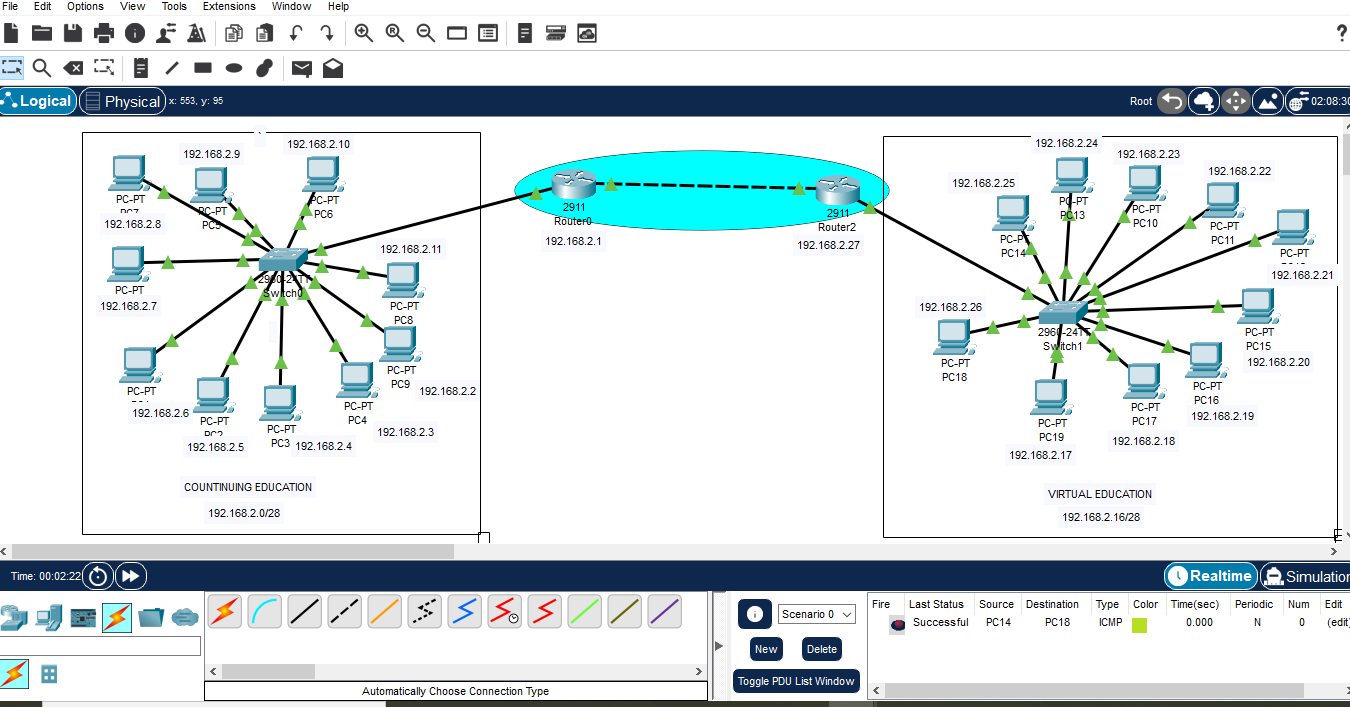 File Edit Options View Tools Extensions Window Help
?
Logical Physical x: 553, y: 95 Root 02:08:30
192.168.2.10
192.168.2.9
PC-PT
192.168.2.8
PC-PT
PC5
PC-PT
PC6
192.168.2.11
PC-PT
192.168.2.7
2960-24TT
Switch0
PC-PT
PC8
PC-PT
PC9
192.168.2.2
PC-PT
192.168.2.6
PC-PT
PC2
192.168.2.5
PC-PT
PC3
192.168.2.4
PC-PT
PC4
192.168.2.3
COUNTINUING EDUCATION
192.168.2.0/28
2911
Router0
192.168.2.1
2911
Router2
192.168.2.27
192.168.2.24
192.168.2.23
192.168.2.22
192.168.2.25
PC-PT
PC13
PC-PT
PC10
PC-PT
PC11
PC-PT
PC14
192.168.2.21
192.168.2.26
PC-PT
PC18
2960-24TT
Switch1
PC-PT
PC15
192.168.2.20
PC-PT
PC16
192.168.2.19
PC-PT
PC17
192.168.2.18
PC-PT
PC19
192.168.2.17
VIRTUAL EDUCATION
192.168.2.16/28
Time: 00:02:22 Realtime Simulation
Scenario 0
New Delete
Toggle PDU List Window
Automatically Choose Connection Type
Fire Last Status Source Destination Type Color Time(sec) Periodic Num Edit
Successful PC14 PC18 ICMP 0.000 N 0 (edit)